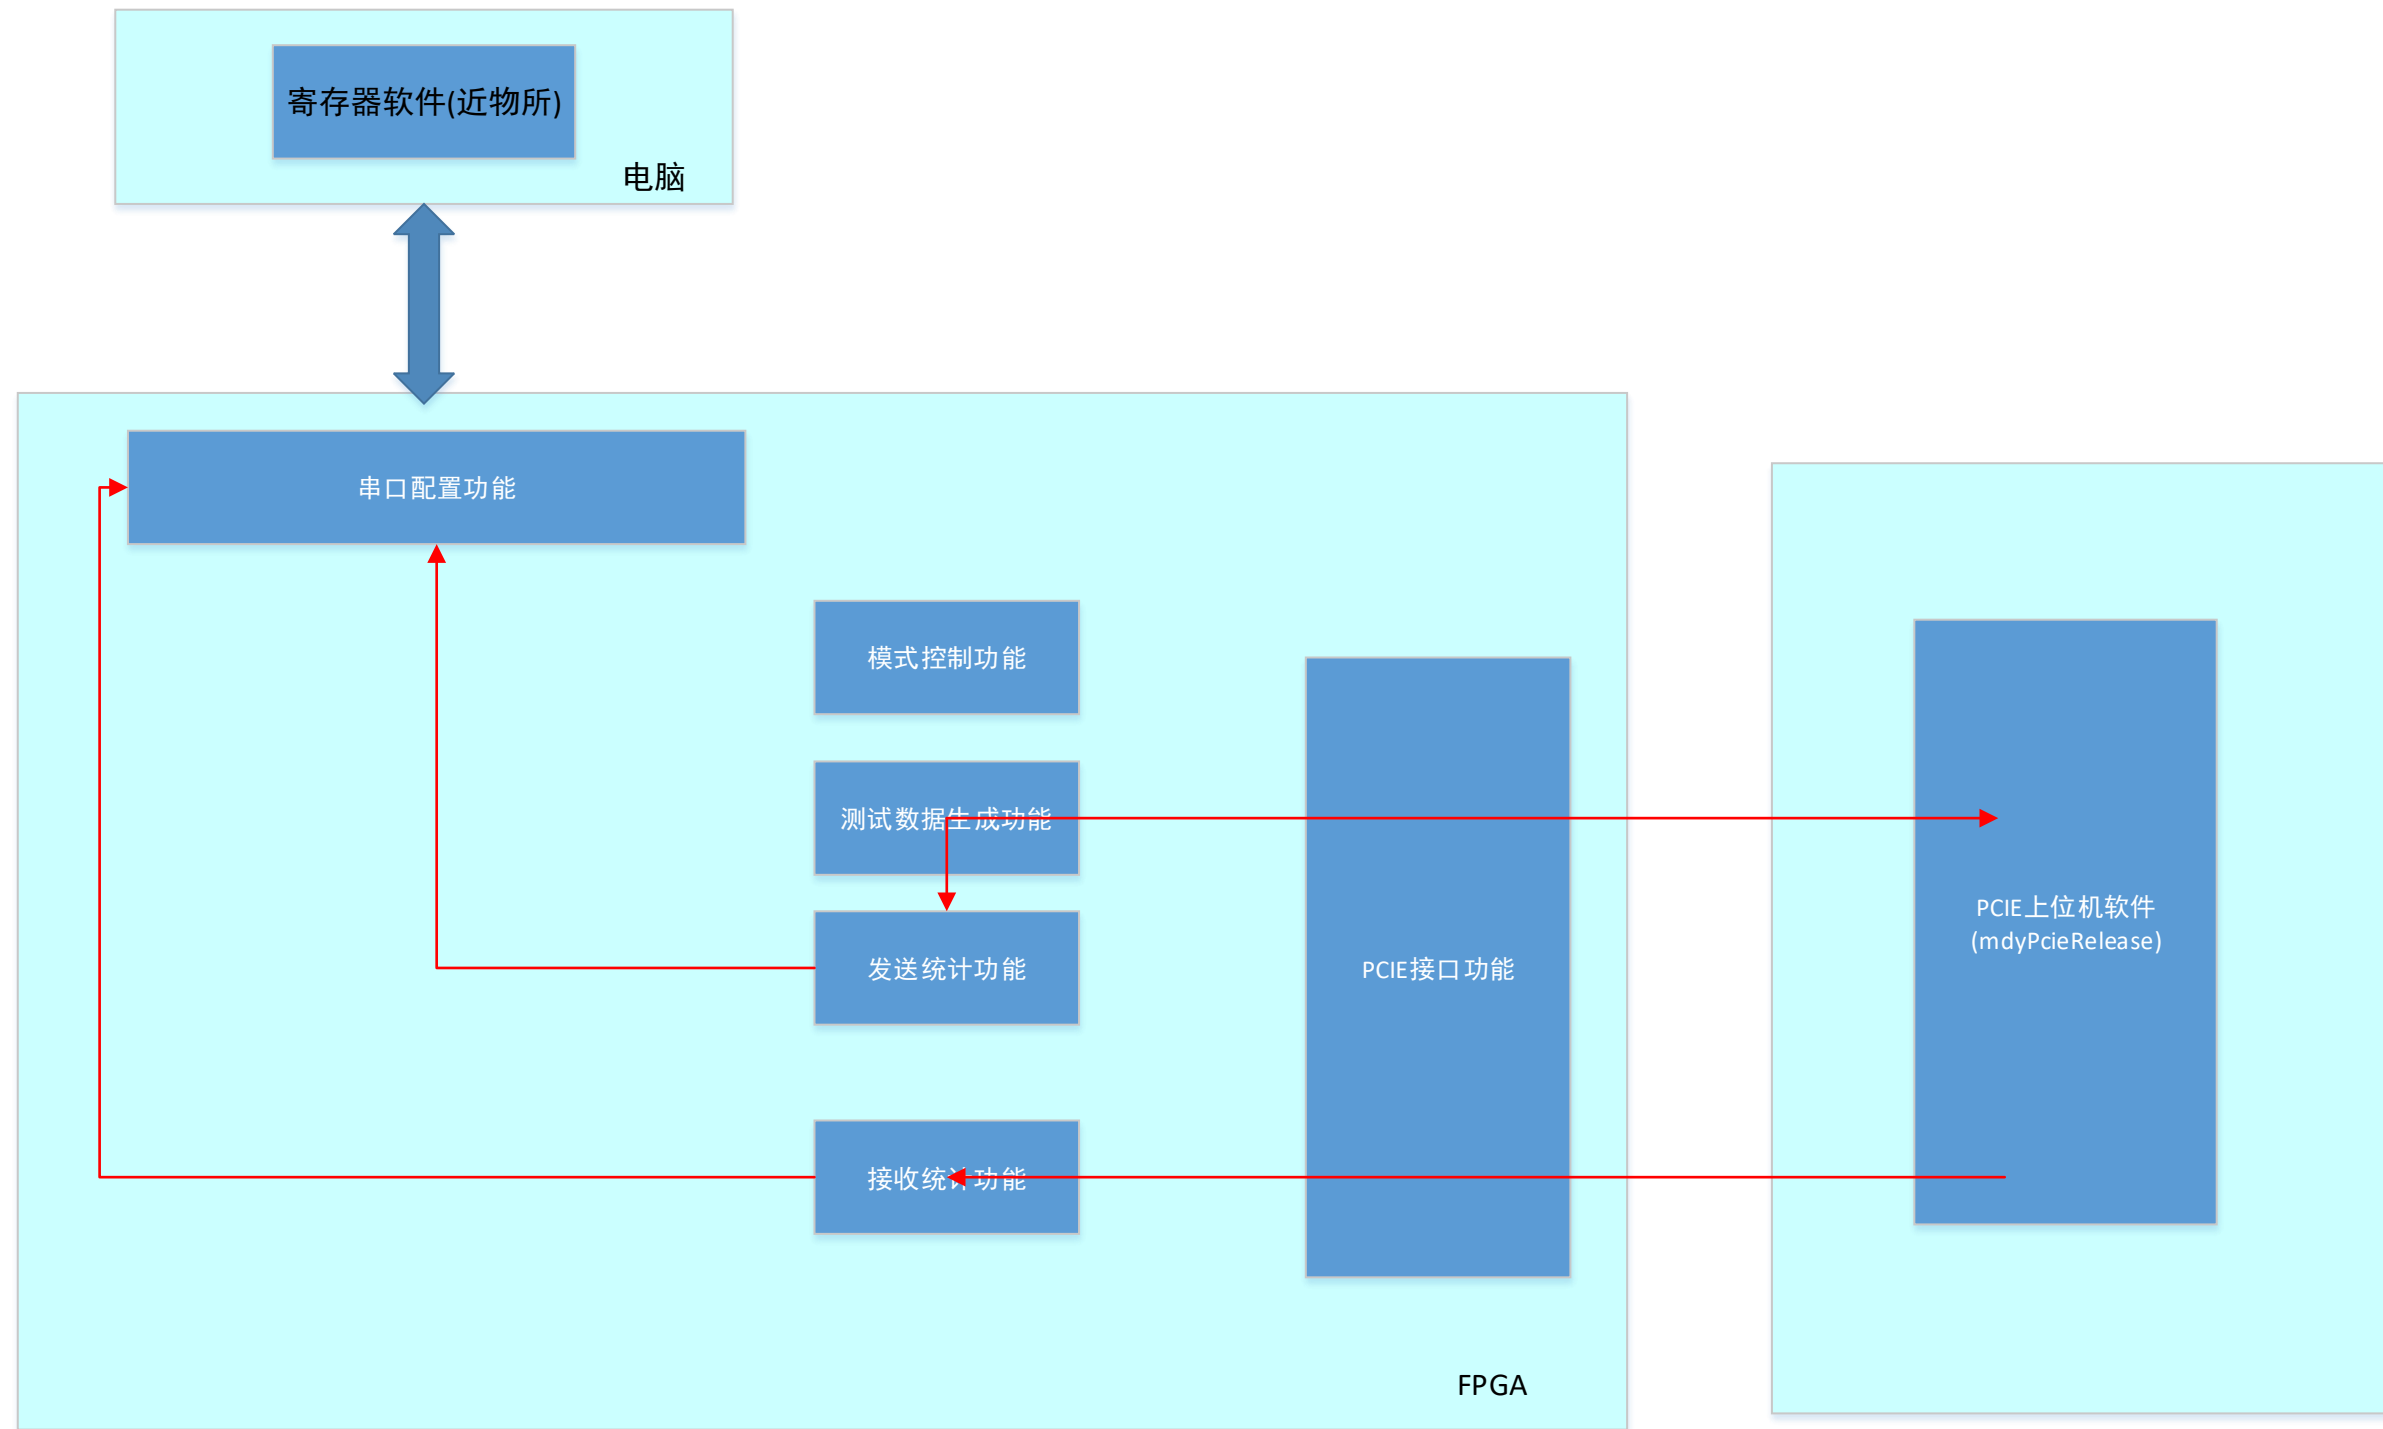 寄存器软件(近物所)
电脑
串口配置功能
模式控制功能
测试数据生成功能
发送统计功能
接收统计功能
PCIE接口功能
FPGA
PCIE上位机软件
(mdyPcieRelease)